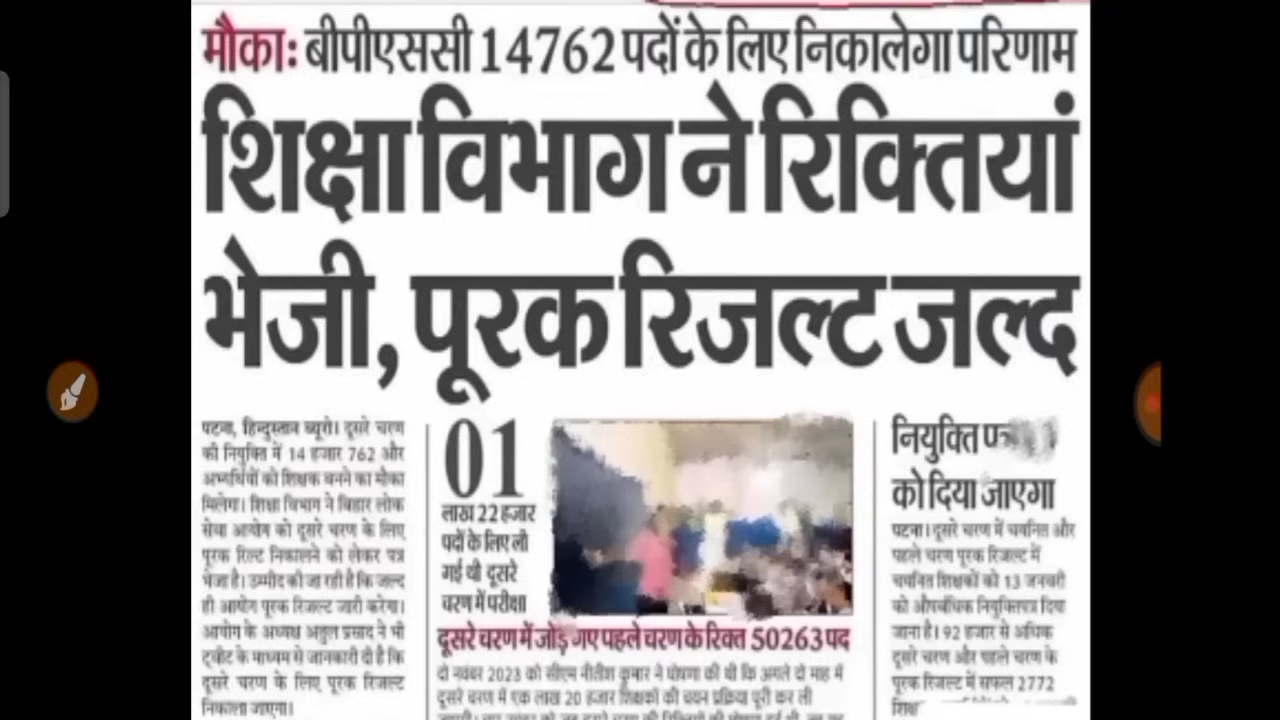 मौका: बीपीएससी 14762 पदों के लिए निकालेगा परिणाम
शिक्षा विभाग ने रिक्तियां
भेजी, पूरक रिजल्ट जल्द
पटना, हिन्दुस्तान ब्यूरो। दूसरे चरण
की नियुक्ति में 14 हजार 762 और
अभ्यर्थियों को शिक्षक बनने का मौका
मिलेगा। शिक्षा विभाग ने बिहार लोक
सेवा आयोग को दूसरे चरण के लिए
पूरक रिल्ट निकालने को लेकर पत्र
भेजा है। उम्मीद की जा रही है कि जल्द
ही आयोग पूरक रिजल्ट जारी करेगा।
आयोग के अध्यक्ष अतुल प्रसाद ने भी
ट्वीट के माध्यम से जानकारी दी है कि
दूसरे चरण के लिए पूरक रिजल्ट
निकाला जाएगा।
01
लाख 22 हजार
पदों के लिए ली
गई थी दूसरे
चरण में परीक्षा
दूसरे चरण में जोड़े गए पहले चरण के रिक्त 50263 पद
दो नवंबर 2023 को सीएम नीतीश कुमार ने घोषणा की थी कि अगले दो माह में
दूसरे चरण में एक लाख 20 हजार शिक्षकों की चयन प्रक्रिया पूरी कर ली
नियुक्ति
को दिया जाएगा
पटना। दूसरे चरण में चयनित और
पहले चरण पूरक रिजल्ट में
चयनित शिक्षकों को 13 जनवरी
को औपबंधिक नियुक्तिपत्र दिया
जाना है। 92 हजार से अधिक
दूसरे चरण और पहले चरण के
पूरक रिजल्ट में सफल 2772